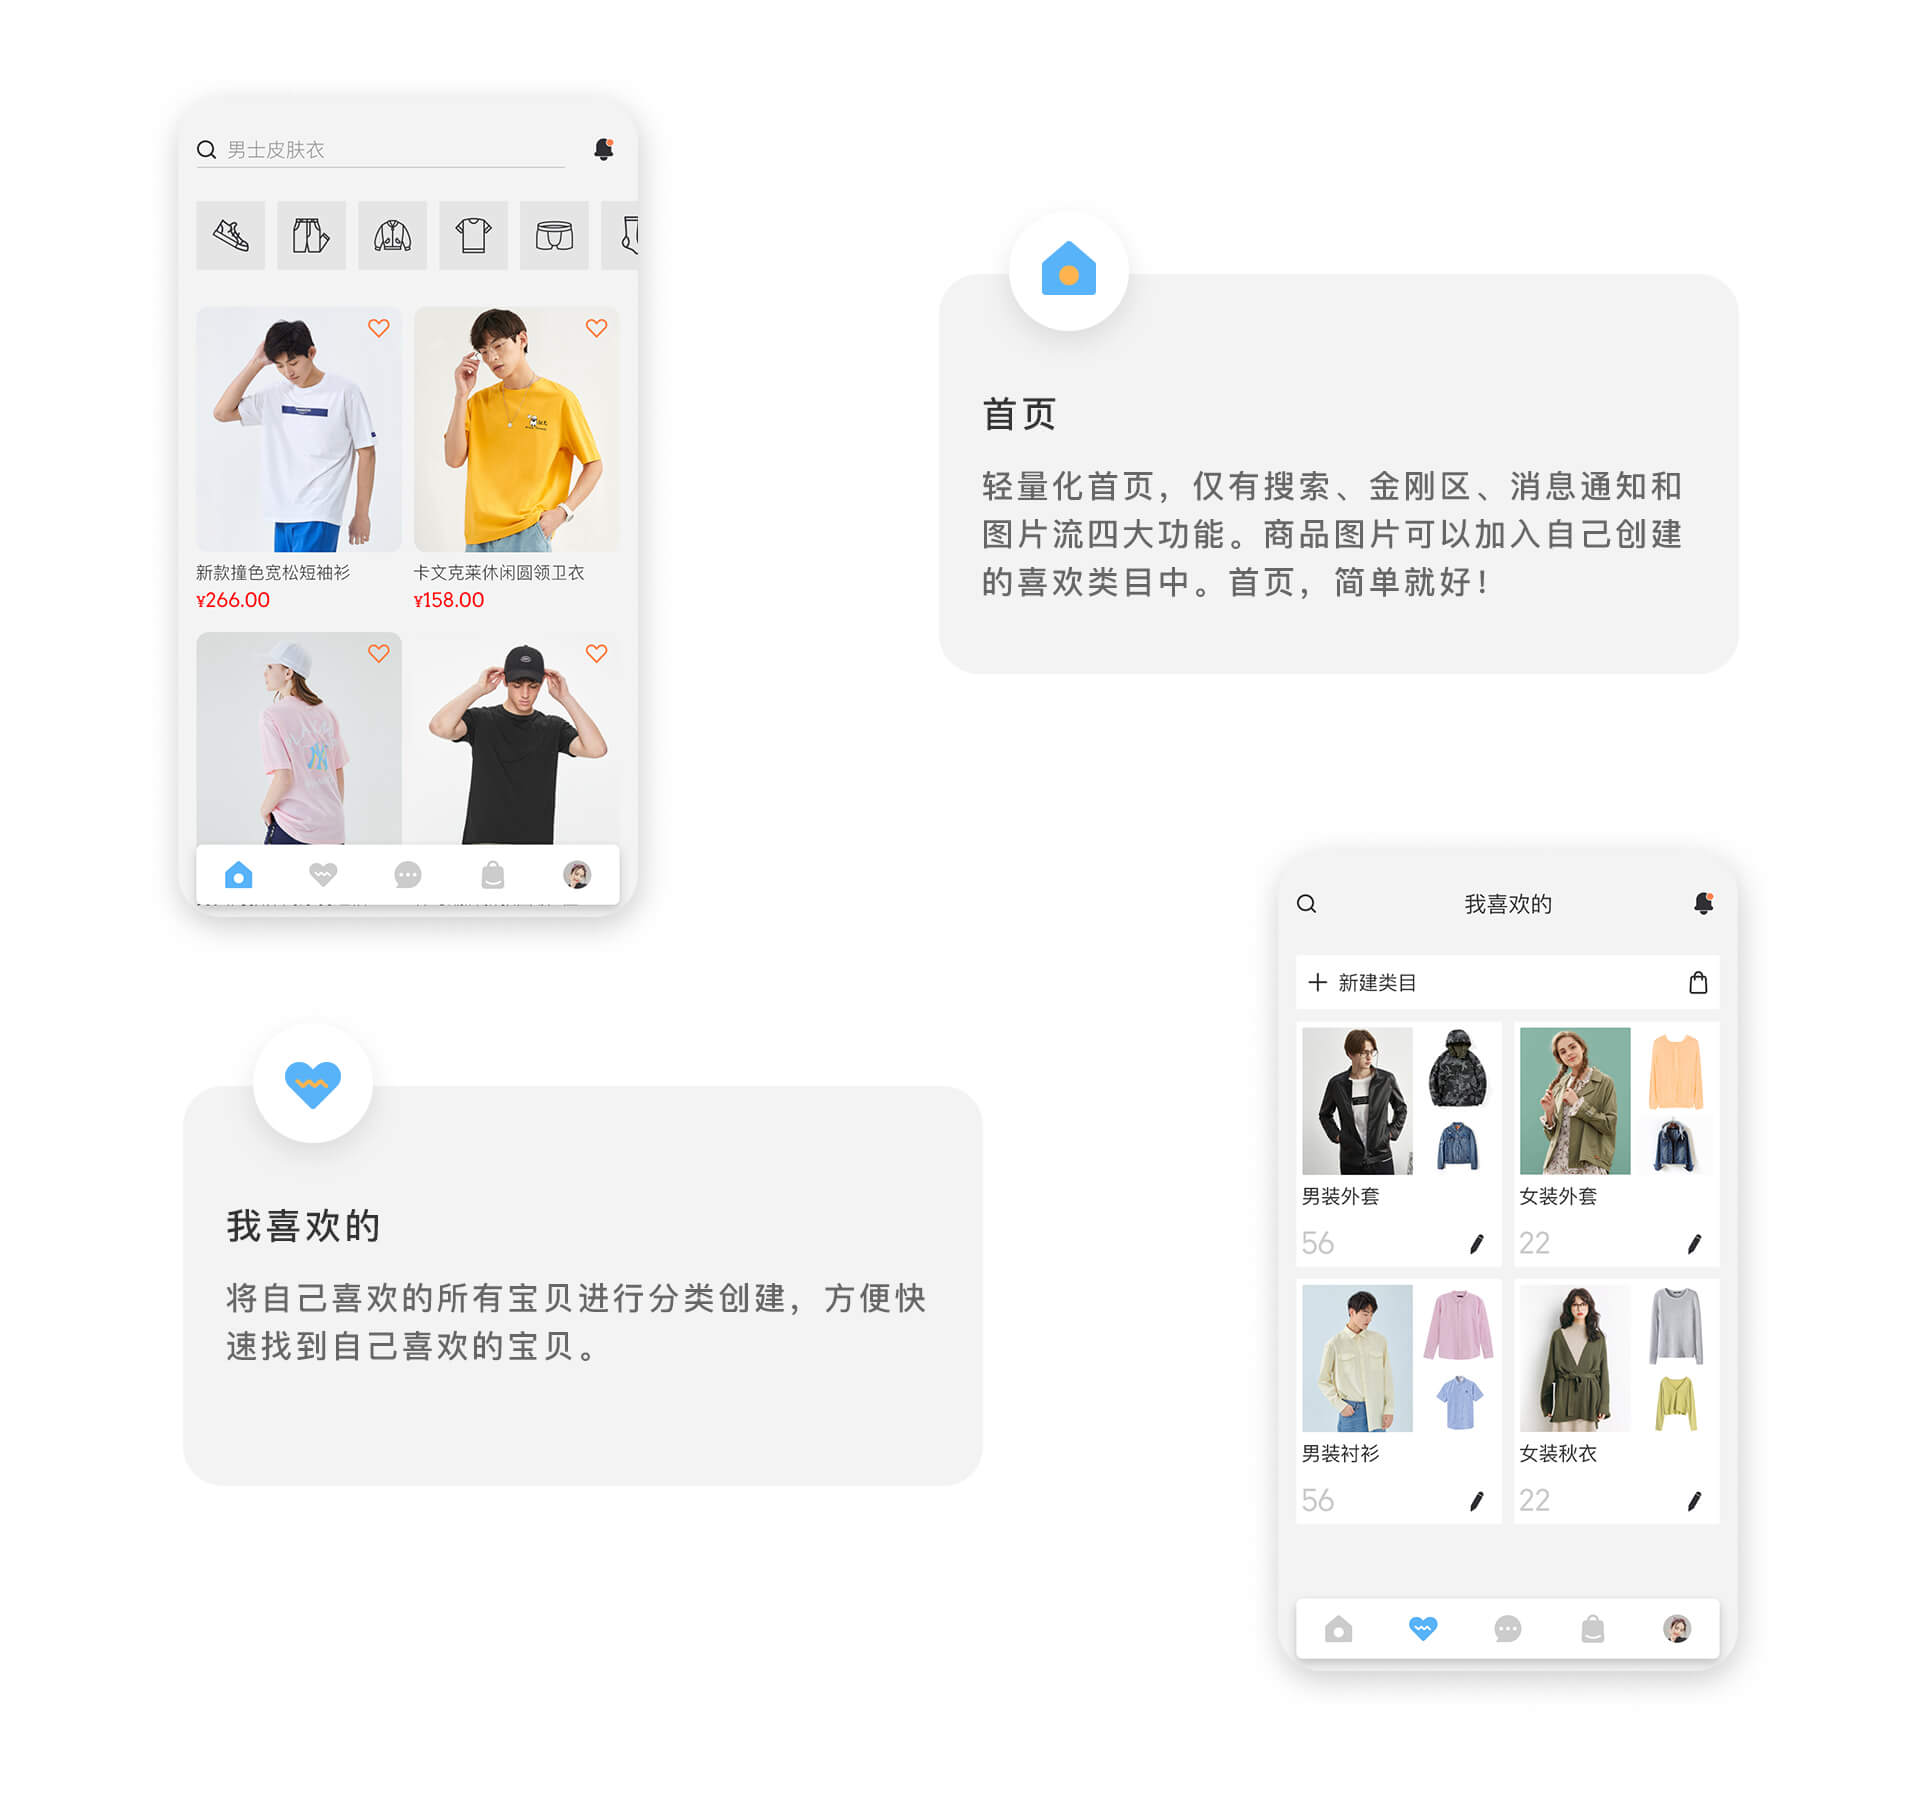 男士皮肤衣
新款撞色宽松短袖衫
¥266.00
卡文克莱休闲圆领卫衣
¥158.00
首页
轻量化首页，仅有搜索、金刚区、消息通知和
图片流四大功能。商品图片可以加入自己创建
的喜欢类目中。首页，简单就好！
我喜欢的
将自己喜欢的所有宝贝进行分类创建，方便快
速找到自己喜欢的宝贝。
我喜欢的
新建类目
男装外套
56
女装外套
22
男装衬衫
56
女装秋衣
22